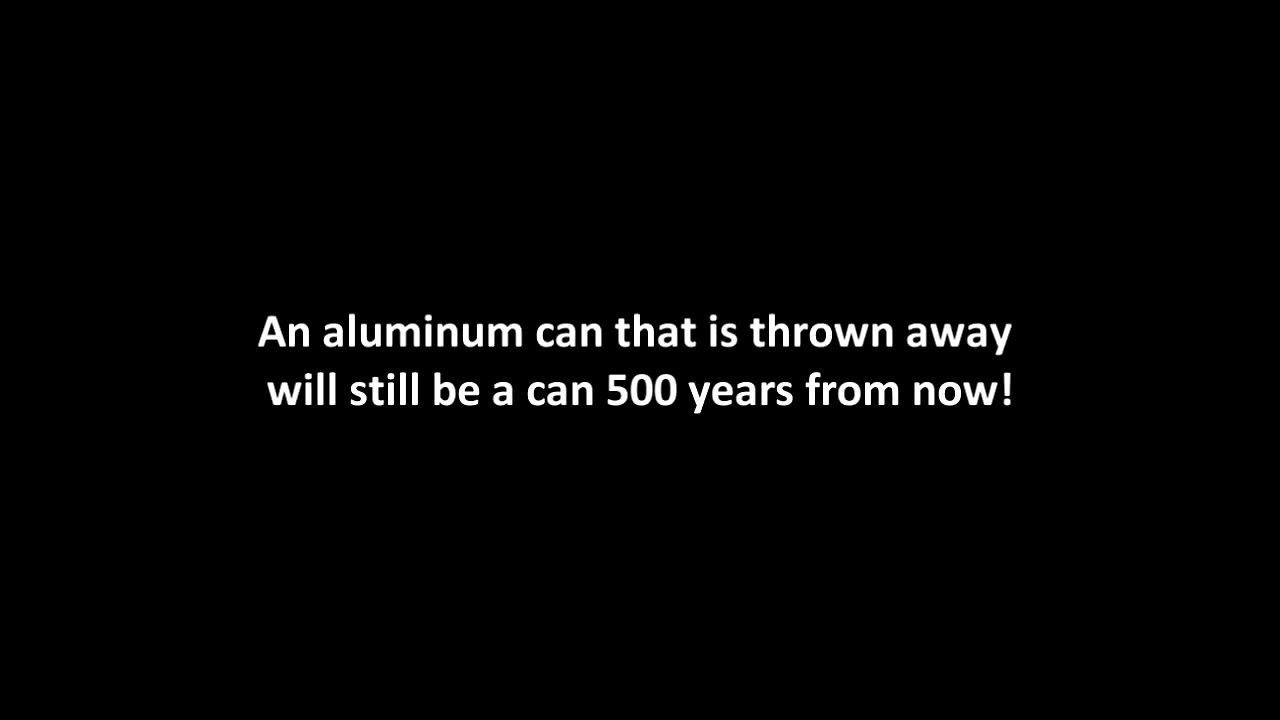 An aluminum can that is thrown away
will still be a can 500 years from now!